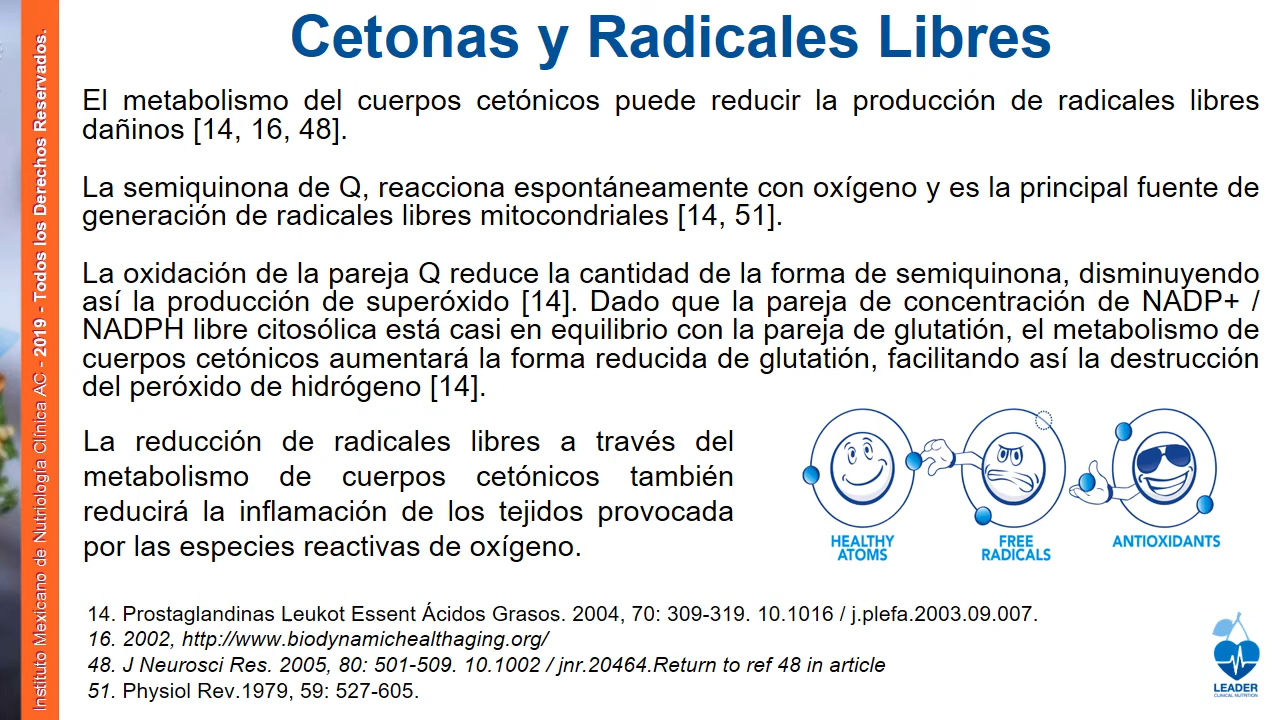 Cetonas y Radicales Libres
El metabolismo del cuerpos cetónicos puede reducir la producción de radicales libres
dañinos [14, 16, 48].
La semiquinona de Q, reacciona espontáneamente con oxígeno y es la principal fuente de
generación de radicales libres mitocondriales [14, 51].
La oxidación de la pareja Q reduce la cantidad de la forma de semiquinona, disminuyendo
así la producción de superóxido [14]. Dado que la pareja de concentración de NADP+ /
NADPH libre citosólica está casi en equilibrio con la pareja de glutatión, el metabolismo de
cuerpos cetónicos aumentará la forma reducida de glutatión, facilitando así la destrucción
del peróxido de hidrógeno [14].
La reducción de radicales libres a través del
metabolismo de cuerpos cetónicos también
reducirá la inflamación de los tejidos provocada
por las especies reactivas de oxígeno.
HEALTHY
ATOMS
FREE
RADICALS
ANTIOXIDANTS
14. Prostaglandinas Leukot Essent Ácidos Grasos. 2004, 70: 309-319. 10.1016 / j.plefa.2003.09.007.
16. 2002, http://www.biodynamichealthaging.org/
48. J Neurosci Res. 2005, 80: 501-509. 10.1002 / jnr.20464.Return to ref 48 in article
51. Physiol Rev.1979, 59: 527-605.
LEADER
CLINICAL NUTRITION
Instituto Mexicano de Nutriología Clínica AC - 2019 - Todos los Derechos Reservados.